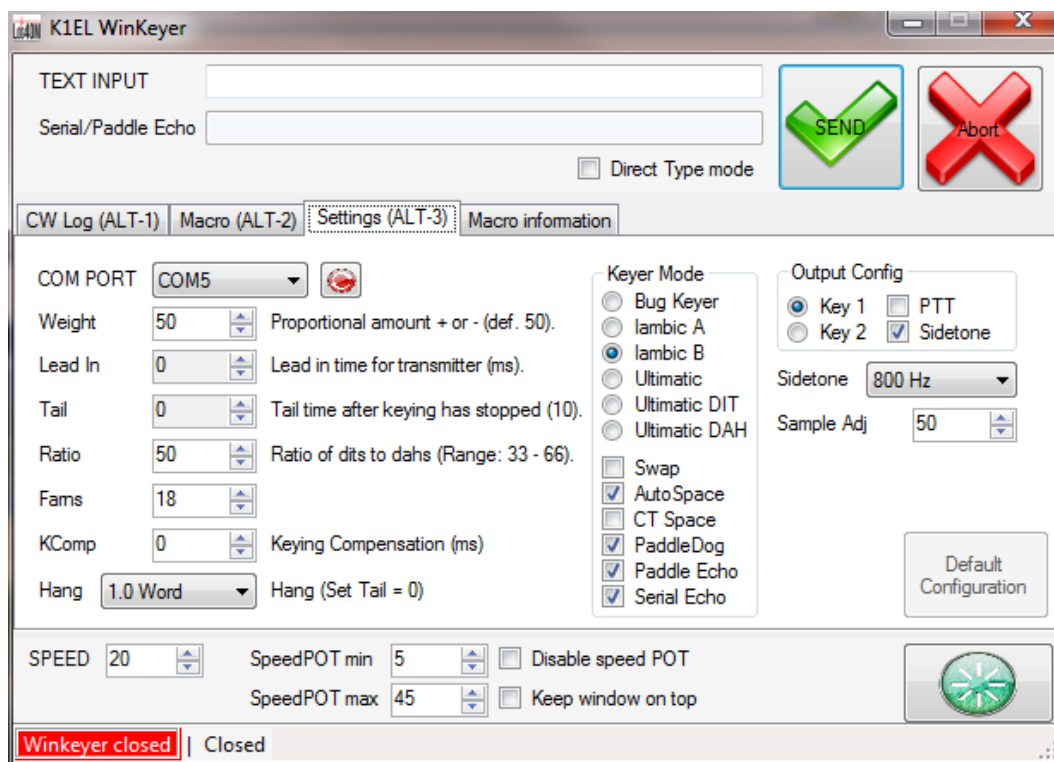 Log4OM K1EL WinKeyer
TEXT INPUT
SEND
Abort
Serial/Paddle Echo
Direct Type mode
CW Log (ALT-1) Macro (ALT-2) Settings (ALT-3) Macro information
COM PORT COM5
Weight 50 Proportional amount + or - (def. 50).
Lead In 0 Lead in time for transmitter (ms).
Tail 0 Tail time after keying has stopped (10).
Ratio 50 Ratio of dits to dahs (Range: 33 - 66).
Farns 18
KComp 0 Keying Compensation (ms)
Hang 1.0 Word Hang (Set Tail = 0)
Keyer Mode
Bug Keyer
Iambic A
Iambic B
Ultimatic
Ultimatic DIT
Ultimatic DAH
Swap
AutoSpace
CT Space
PaddleDog
Paddle Echo
Serial Echo
Output Config
Key 1 PTT
Key 2 Sidetone
Sidetone 800 Hz
Sample Adj 50
Default
Configuration
SPEED 20 SpeedPOT min 5 Disable speed POT
SpeedPOT max 45 Keep window on top
Winkeyer closed | Closed